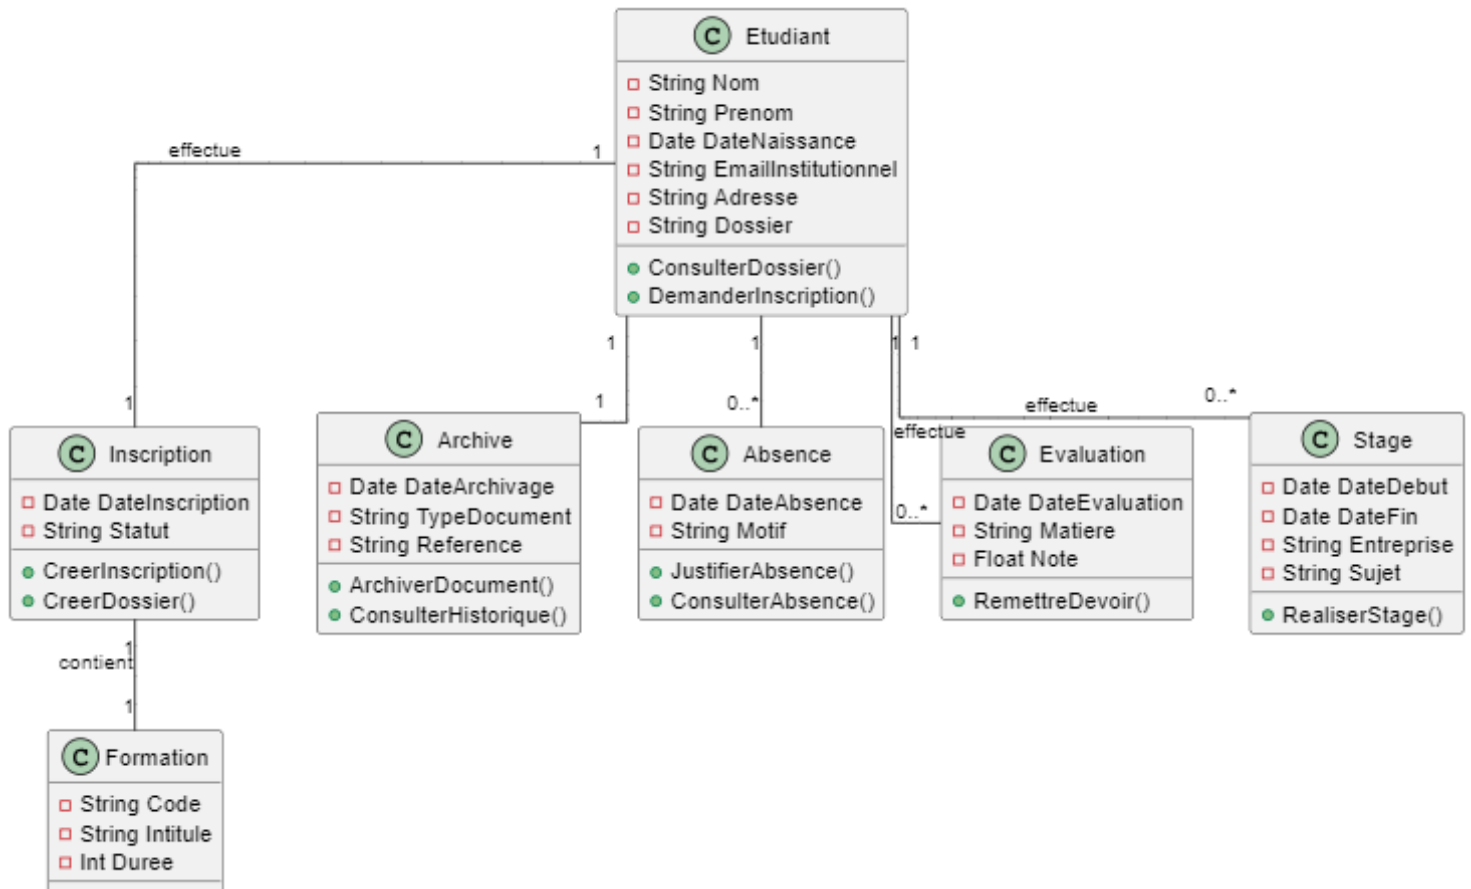 C Etudiant
String Nom
String Prenom
Date DateNaissance
String EmailInstitutionnel
String Adresse
String Dossier
ConsulterDossier()
DemanderInscription()
effectue
1
1
1
1
1
0..*
1
1
effectue
0..*
effectue
0..*
C Inscription
Date DateInscription
String Statut
CreerInscription()
CreerDossier()
C Archive
Date DateArchivage
String TypeDocument
String Reference
ArchiverDocument()
ConsulterHistorique()
C Absence
Date DateAbsence
String Motif
JustifierAbsence()
ConsulterAbsence()
C Evaluation
Date DateEvaluation
String Matiere
Float Note
RemettreDevoir()
C Stage
Date DateDebut
Date DateFin
String Entreprise
String Sujet
RealiserStage()
1
contient
1
C Formation
String Code
String Intitule
Int Duree